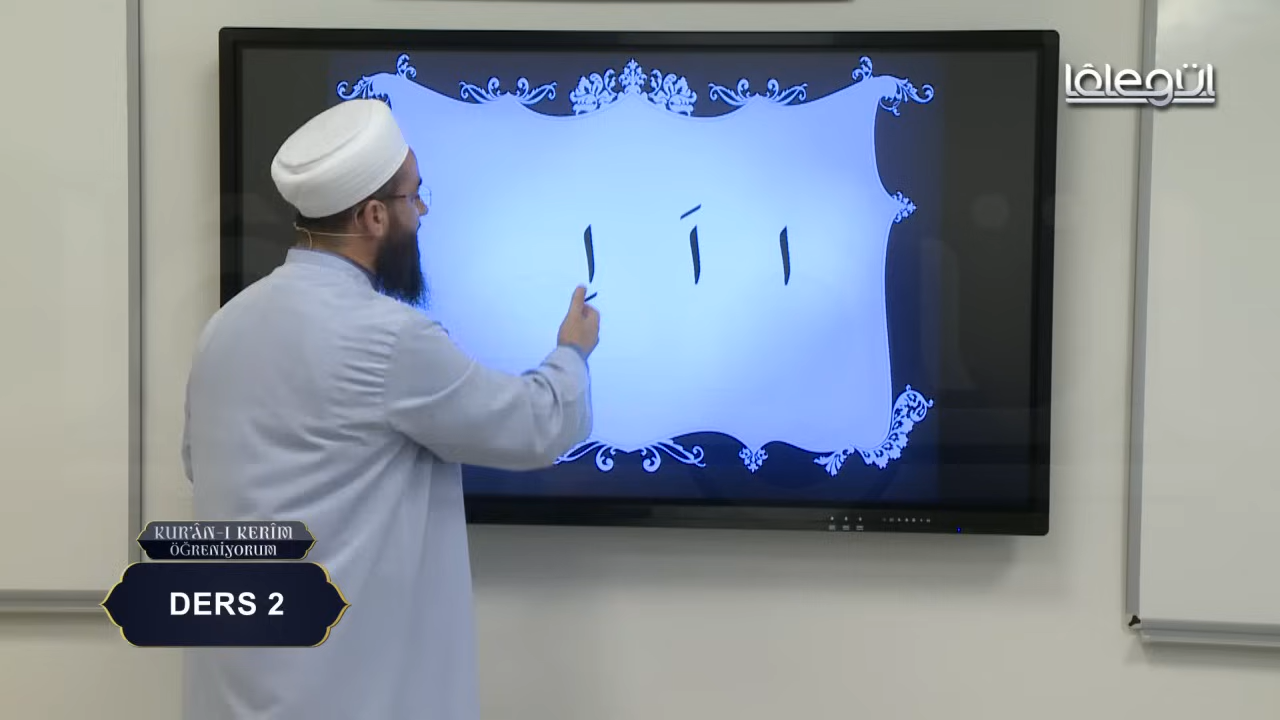 lâlegül
ا اَ اِ
KUR'ÂN-I KERÎM
ÖĞRENİYORUM
DERS 2